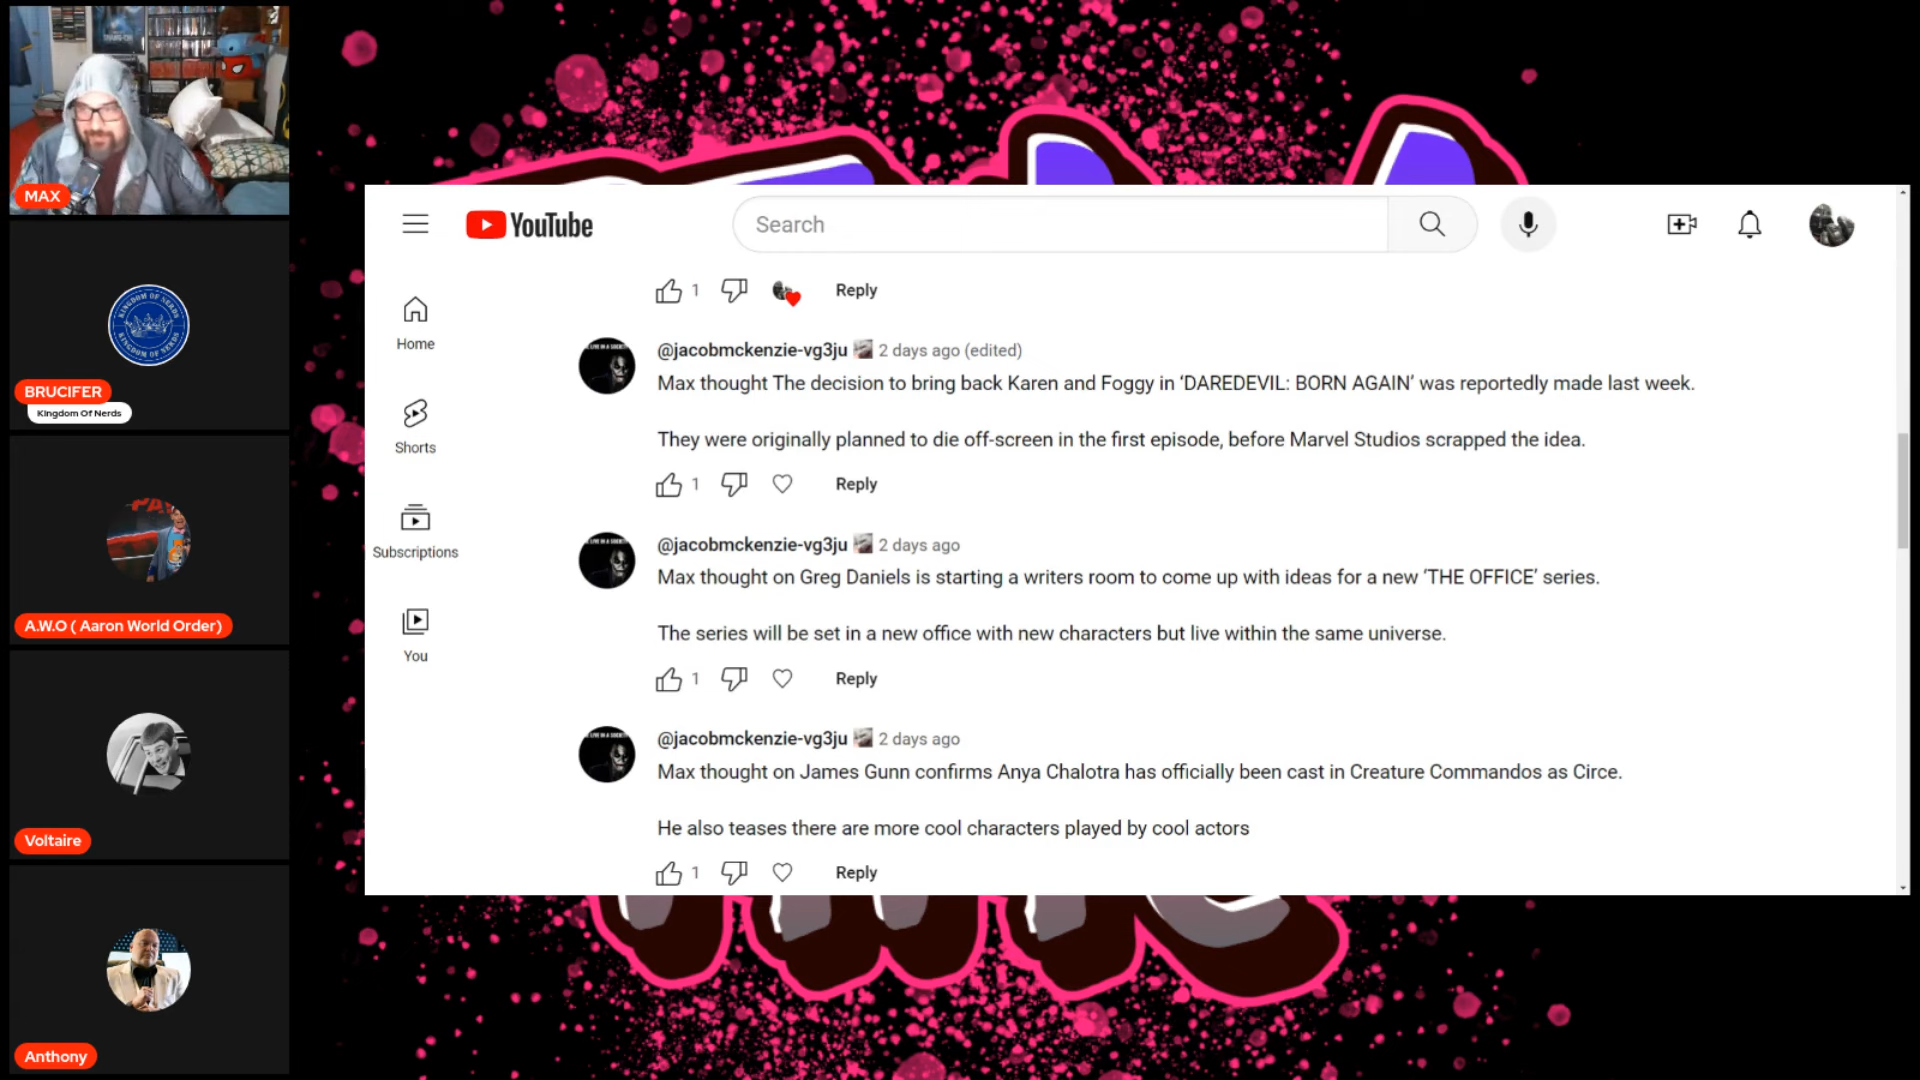 MAX
KINGDOM OF NERDS
KINGDOM OF NERDS
BRUCIFER
Kingdom Of Nerds
A.W.O ( Aaron World Order)
Voltaire
Anthony
YouTube
Search
Home
Shorts
Subscriptions
You
1
Reply
@jacobmckenzie-vg3ju 2 days ago (edited)
Max thought The decision to bring back Karen and Foggy in ‘DAREDEVIL: BORN AGAIN’ was reportedly made last week.
They were originally planned to die off-screen in the first episode, before Marvel Studios scrapped the idea.
1
Reply
@jacobmckenzie-vg3ju 2 days ago
Max thought on Greg Daniels is starting a writers room to come up with ideas for a new ‘THE OFFICE’ series.
The series will be set in a new office with new characters but live within the same universe.
1
Reply
@jacobmckenzie-vg3ju 2 days ago
Max thought on James Gunn confirms Anya Chalotra has officially been cast in Creature Commandos as Circe.
He also teases there are more cool characters played by cool actors
1
Reply